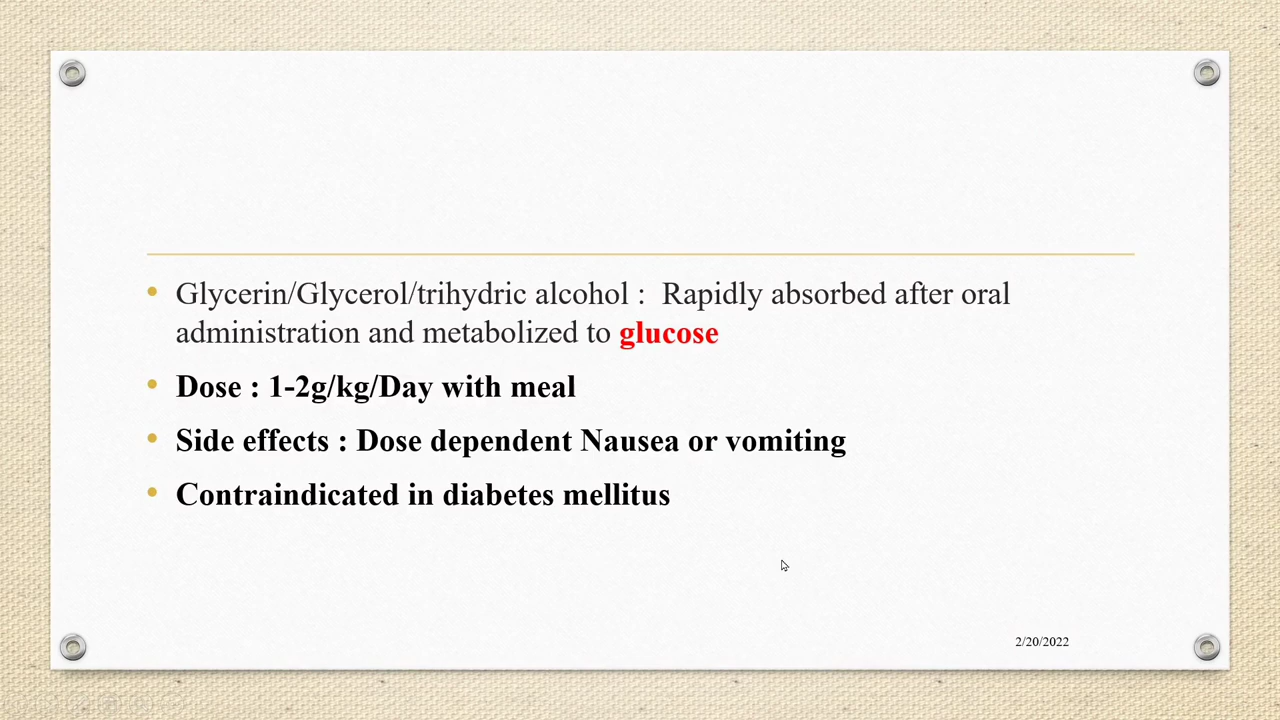 Glycerin/Glycerol/trihydric alcohol :  Rapidly absorbed after oral
administration and metabolized to glucose
Dose : 1-2g/kg/Day with meal
Side effects : Dose dependent Nausea or vomiting
Contraindicated in diabetes mellitus
2/20/2022